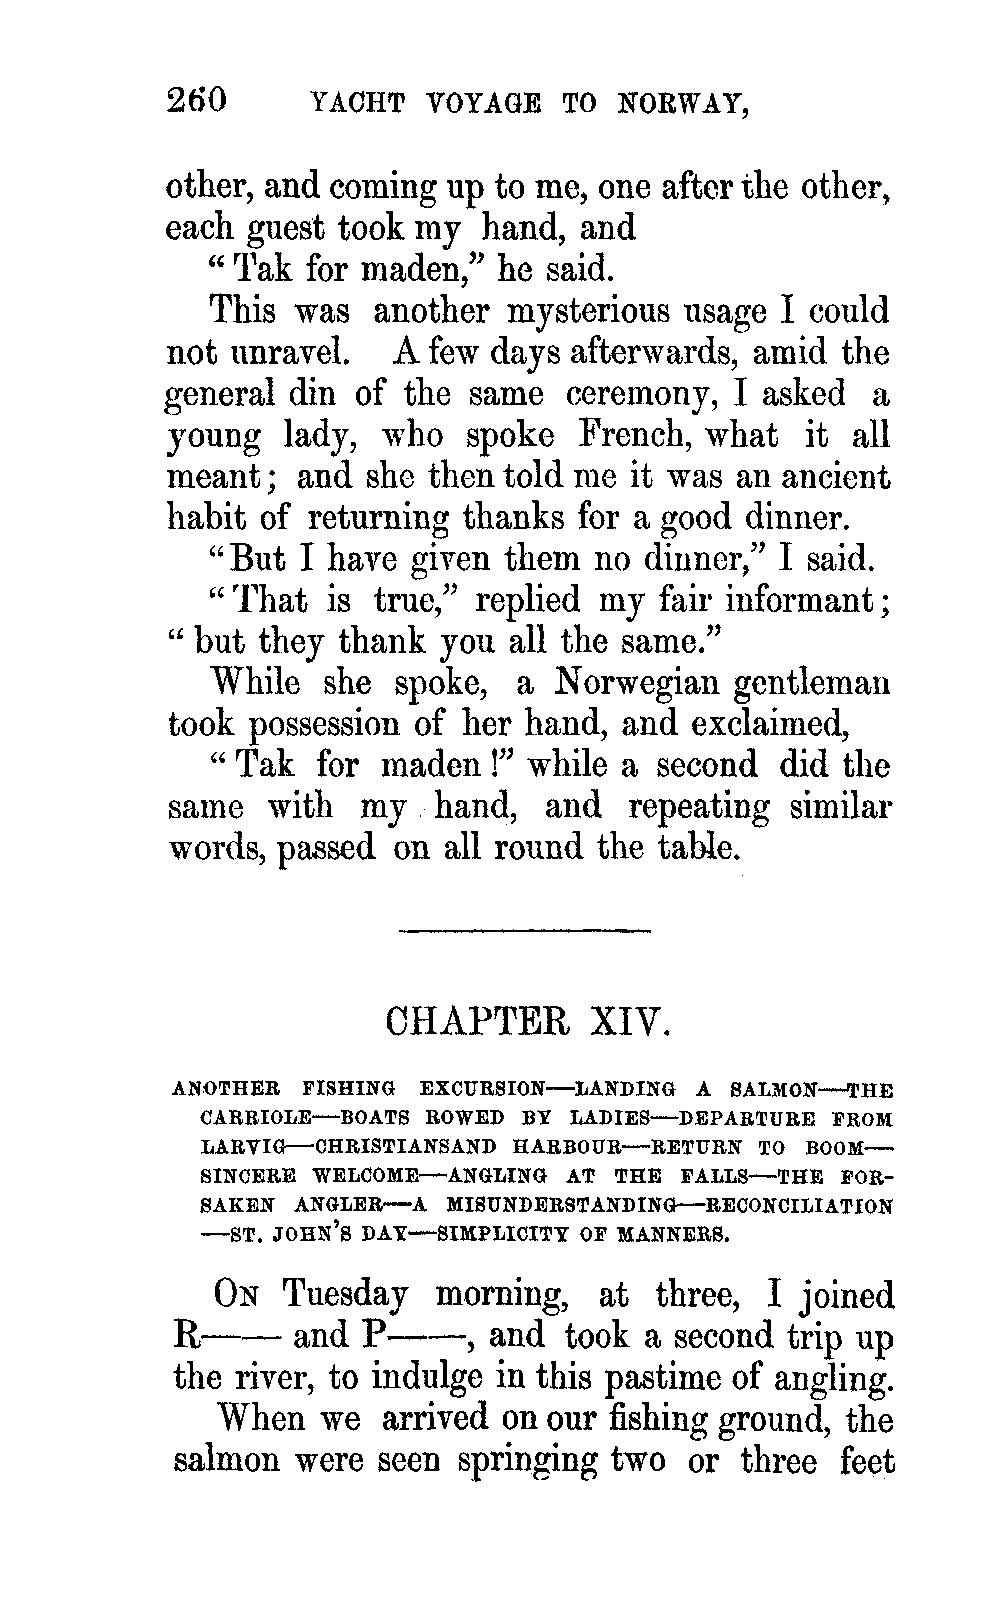 260 YACHT VOYAGE TO NORWAY,
other, and coming up to me, one after the other,
each guest took my hand, and
“Tak for maden,” he said.
This was another mysterious usage I could
not unravel. A few days afterwards, amid the
general din of the same ceremony, I asked a
young lady, who spoke French, what it all
meant; and she then told me it was an ancient
habit of returning thanks for a good dinner.
“But I have given them no dinner,” I said.
“That is true,” replied my fair informant;
“but they thank you all the same.”
While she spoke, a Norwegian gentleman
took possession of her hand, and exclaimed,
“Tak for maden!” while a second did the
same with my hand, and repeating similar
words, passed on all round the table.
CHAPTER XIV.
ANOTHER FISHING EXCURSION—LANDING A SALMON—THE
CARRIOLE—BOATS ROWED BY LADIES—DEPARTURE FROM
LARVIG—CHRISTIANSAND HARBOUR—RETURN TO BOOM—
SINCERE WELCOME—ANGLING AT THE FALLS—THE FOR-
SAKEN ANGLER—A MISUNDERSTANDING—RECONCILIATION
—ST. JOHN'S DAY—SIMPLICITY OF MANNERS.
ON Tuesday morning, at three, I joined
R—— and P——, and took a second trip up
the river, to indulge in this pastime of angling.
When we arrived on our fishing ground, the
salmon were seen springing two or three feet